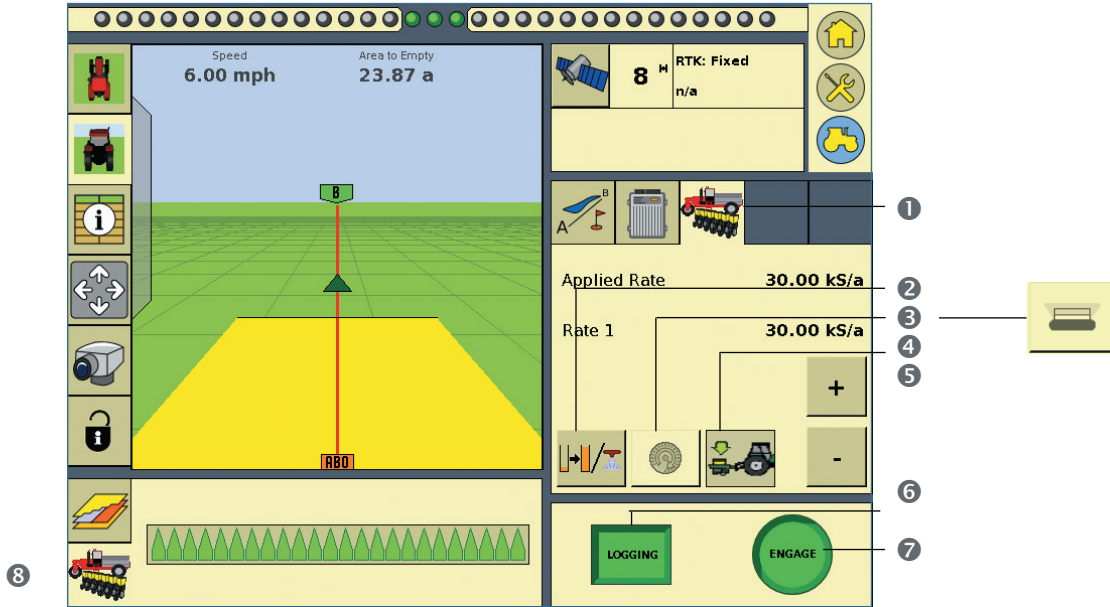 Speed
6.00 mph
Area to Empty
23.87 a
8
RTK: Fixed
n/a
i
B
A
B
ABO
i
Applied Rate 30.00 kS/a
Rate 1 30.00 kS/a
+
-
LOGGING
ENGAGE
1
2
3
4
5
6
7
8